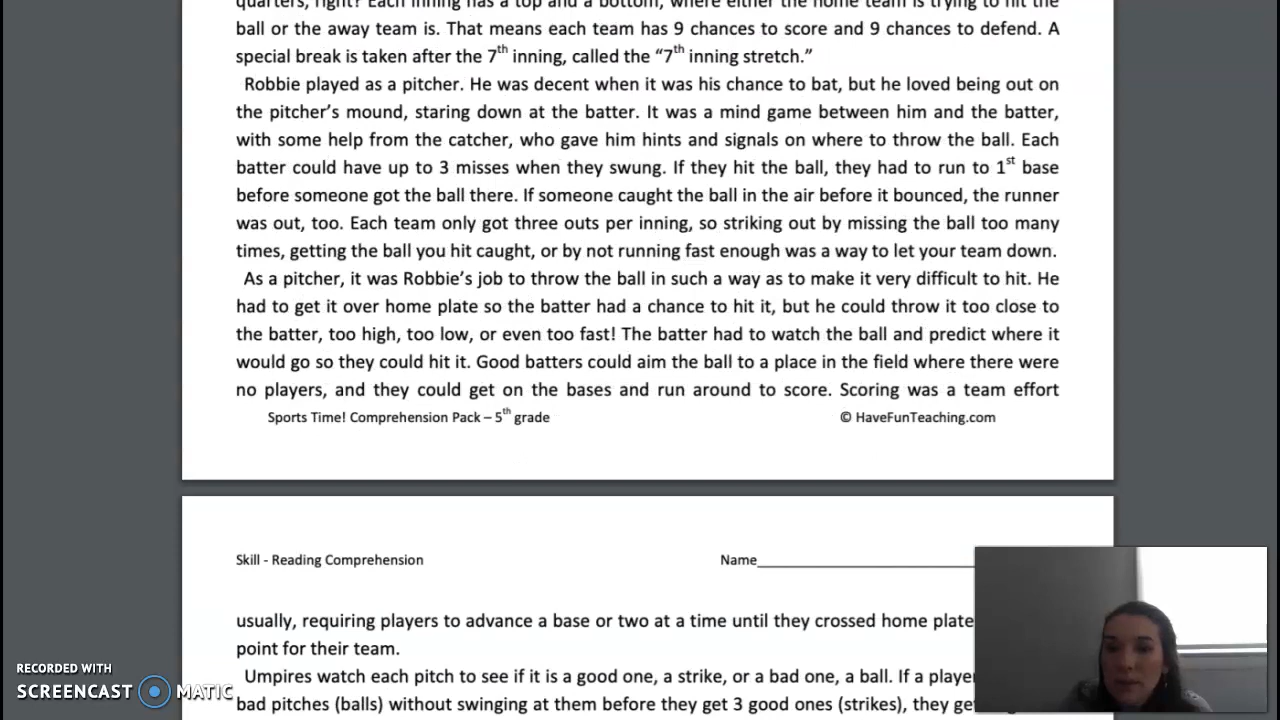 quarters, right? Each inning has a top and a bottom, where either the home team is trying to hit the
ball or the away team is. That means each team has 9 chances to score and 9 chances to defend. A
special break is taken after the 7th inning, called the “7th inning stretch.”
Robbie played as a pitcher. He was decent when it was his chance to bat, but he loved being out on
the pitcher’s mound, staring down at the batter. It was a mind game between him and the batter,
with some help from the catcher, who gave him hints and signals on where to throw the ball. Each
batter could have up to 3 misses when they swung. If they hit the ball, they had to run to 1st base
before someone got the ball there. If someone caught the ball in the air before it bounced, the runner
was out, too. Each team only got three outs per inning, so striking out by missing the ball too many
times, getting the ball you hit caught, or by not running fast enough was a way to let your team down.
As a pitcher, it was Robbie’s job to throw the ball in such a way as to make it very difficult to hit. He
had to get it over home plate so the batter had a chance to hit it, but he could throw it too close to
the batter, too high, too low, or even too fast! The batter had to watch the ball and predict where it
would go so they could hit it. Good batters could aim the ball to a place in the field where there were
no players, and they could get on the bases and run around to score. Scoring was a team effort
Sports Time! Comprehension Pack – 5th grade © HaveFunTeaching.com
Skill - Reading Comprehension Name_______________________
usually, requiring players to advance a base or two at a time until they crossed home plate
point for their team.
Umpires watch each pitch to see if it is a good one, a strike, or a bad one, a ball. If a player
bad pitches (balls) without swinging at them before they get 3 good ones (strikes), they get
RECORDED WITH
SCREENCAST MATIC